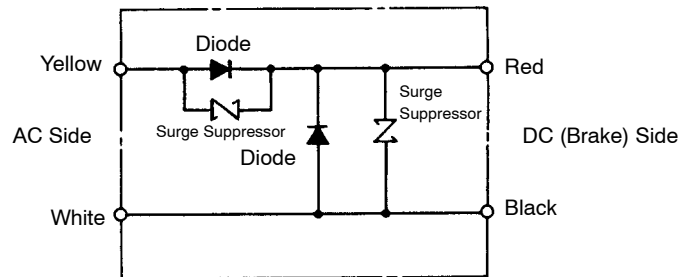 Diode
Yellow
Red
Surge
Suppressor
Surge Suppressor
AC Side
DC (Brake) Side
Diode
White
Black